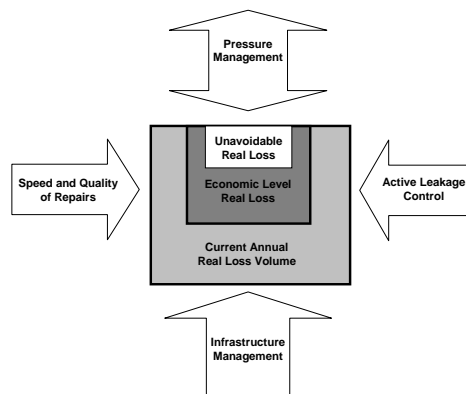 Pressure
Management
Unavoidable
Real Loss
Speed and Quality
of Repairs
Economic Level
Real Loss
Active Leakage
Control
Current Annual
Real Loss Volume
Infrastructure
Management